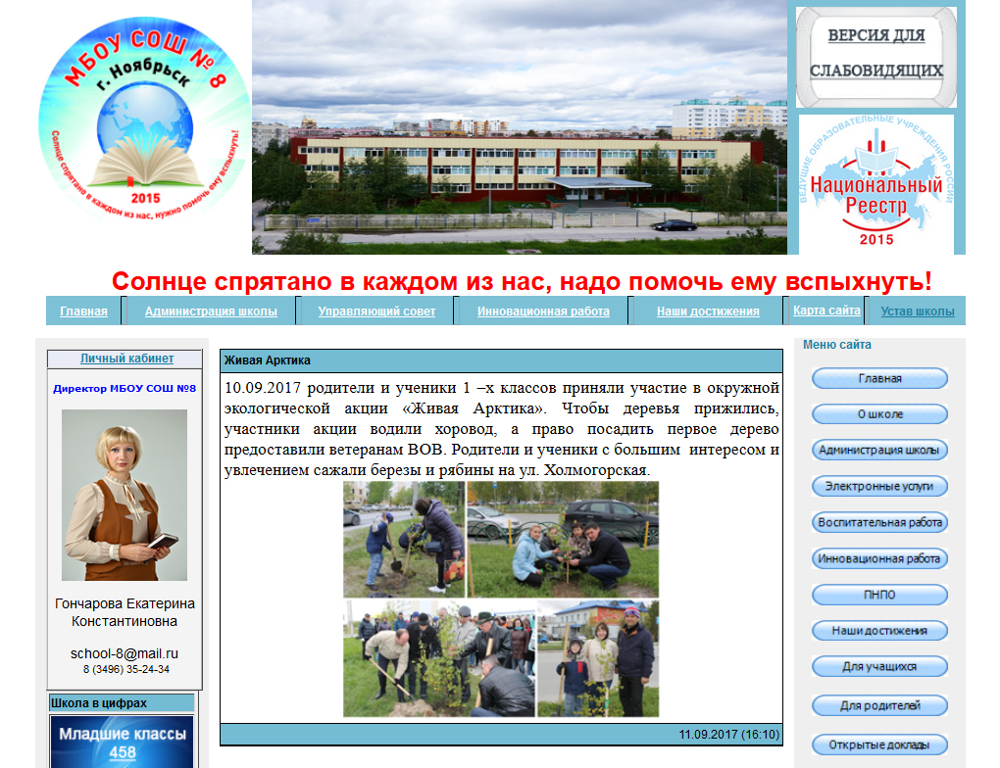 МБОУ СОШ № 8
г. Ноябрьск
Солнце спрятано в каждом из нас, нужно помочь ему вспыхнуть!
2015
ВЕРСИЯ ДЛЯ
СЛАБОВИДЯЩИХ
ВЕДУЩИЕ ОБРАЗОВАТЕЛЬНЫЕ УЧРЕЖДЕНИЯ РОССИИ
Национальный
Реестр
2015
Солнце спрятано в каждом из нас, надо помочь ему вспыхнуть!
Главная
Администрация школы
Управляющий совет
Инновационная работа
Наши достижения
Карта сайта
Устав школы
Личный кабинет
Директор МБОУ СОШ №8
Гончарова Екатерина
Константиновна
school-8@mail.ru
8 (3496) 35-24-34
Школа в цифрах
Младшие классы
458
Живая Арктика
10.09.2017 родители и ученики 1 –х классов приняли участие в окружной
экологической акции «Живая Арктика». Чтобы деревья прижились,
участники акции водили хоровод, а право посадить первое дерево
предоставили ветеранам ВОВ. Родители и ученики с большим интересом и
увлечением сажали березы и рябины на ул. Холмогорская.
11.09.2017 (16:10)
Меню сайта
Главная
О школе
Администрация школы
Электронные услуги
Воспитательная работа
Инновационная работа
ПНПО
Наши достижения
Для учащихся
Для родителей
Открытые доклады